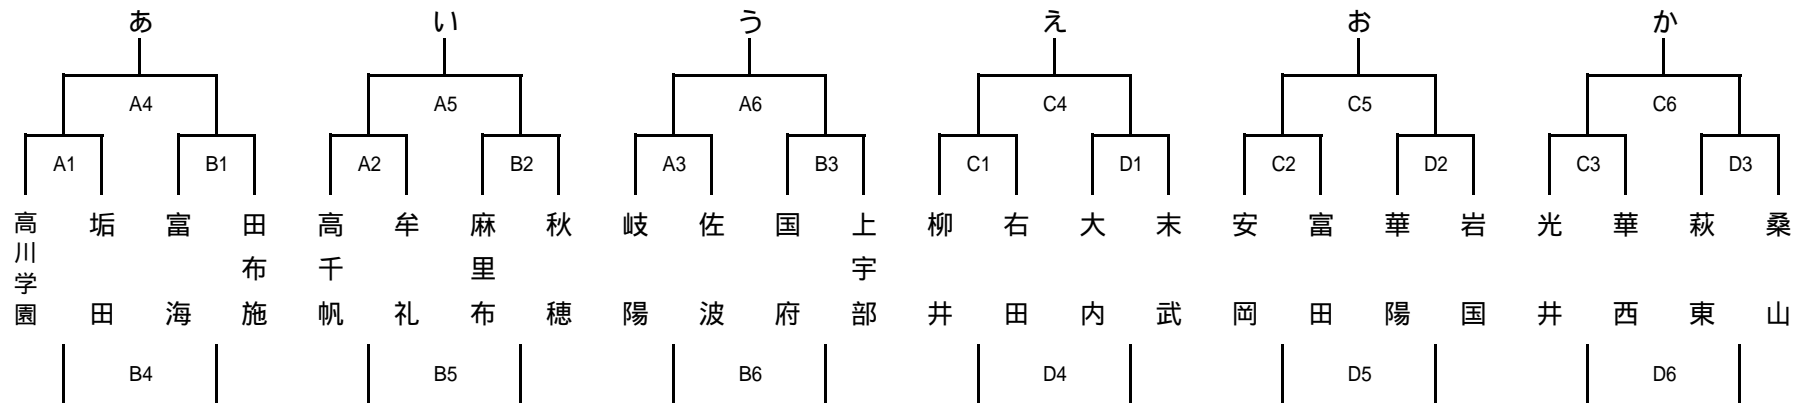 あ い う え お か
A4 A5 A6 C4 C5 C6
A1 B1 A2 B2 A3 B3 C1 D1 C2 D2 C3 D3
高川学園 垢田 富海 田布施 高千帆 牟礼 麻里布 秋穂 岐陽 佐波 国府 上宇部 柳井 右田 大内 末武 安岡 富田 華陽 岩国 光井 華西 萩東 桑山
B4 B5 B6 D4 D5 D6